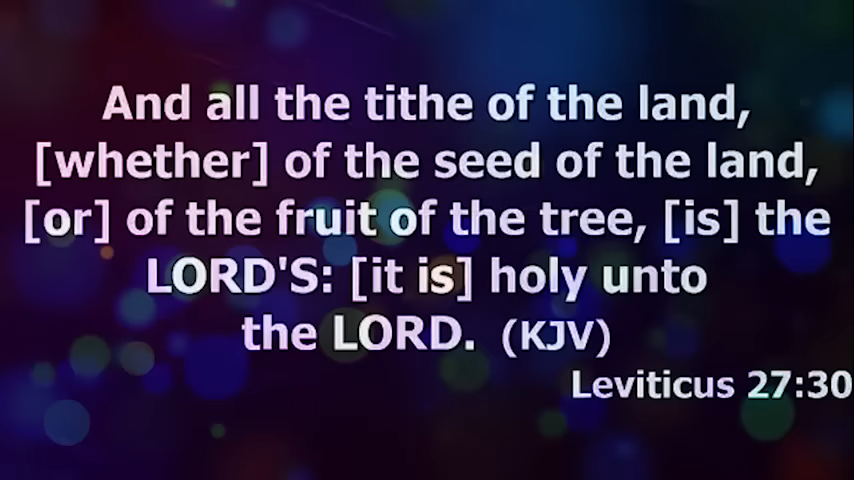 And all the tithe of the land,
[whether] of the seed of the land,
[or] of the fruit of the tree, [is] the
LORD'S: [it is] holy unto
the LORD. (KJV)
Leviticus 27:30